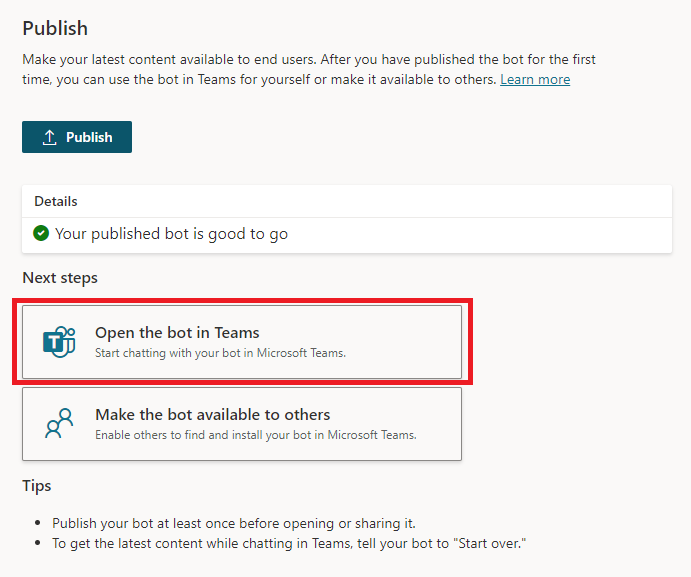 Publish
Make your latest content available to end users. After you have published the bot for the first
time, you can use the bot in Teams for yourself or make it available to others. Learn more
Publish
Details
Your published bot is good to go
Next steps
T
Open the bot in Teams
Start chatting with your bot in Microsoft Teams.
Make the bot available to others
Enable others to find and install your bot in Microsoft Teams.
Tips
• Publish your bot at least once before opening or sharing it.
• To get the latest content while chatting in Teams, tell your bot to "Start over."